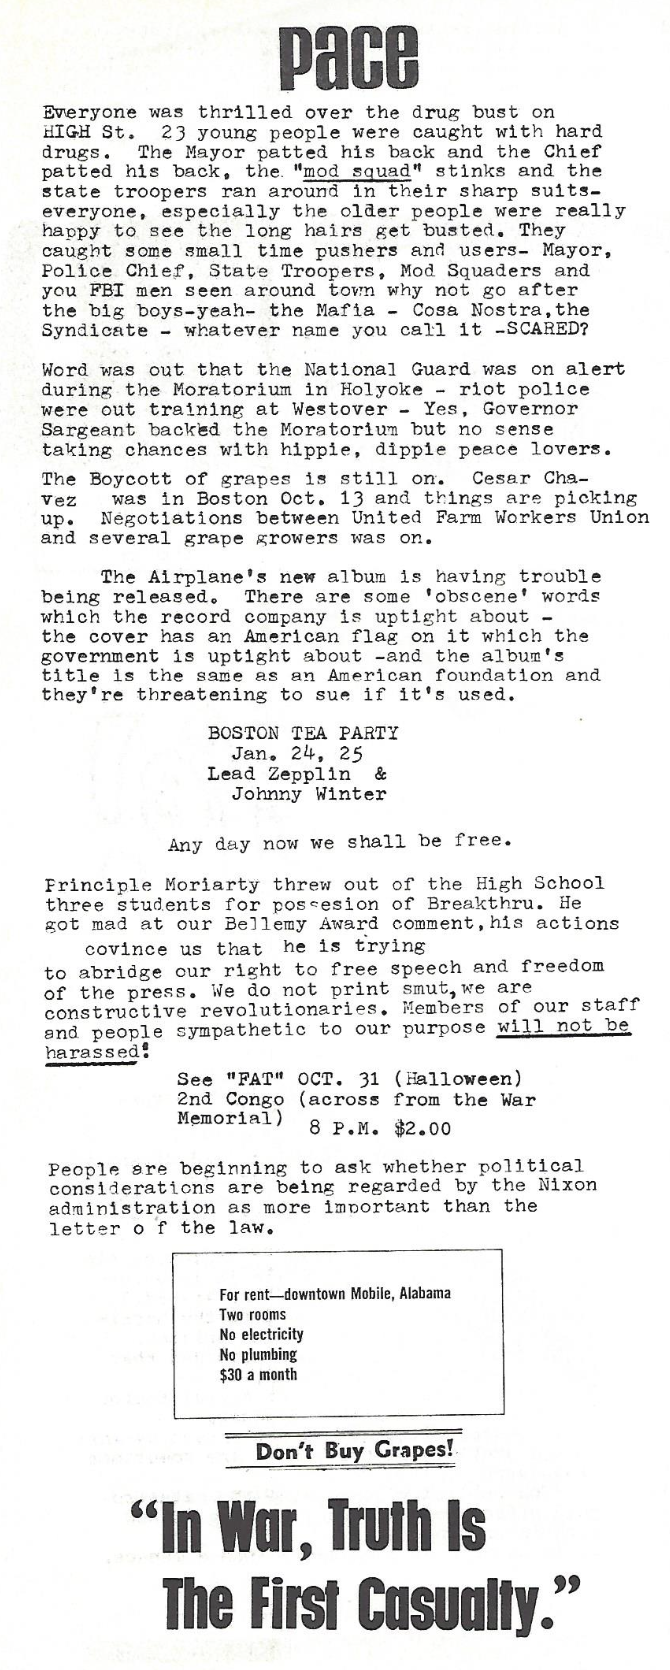 pace
Everyone was thrilled over the drug bust on
HIGH St.  23 young people were caught with hard
drugs.  The Mayor patted his back and the Chief
patted his back, the "mod squad" stinks and the
state troopers ran around in their sharp suits-
everyone, especially the older people were really
happy to see the long hairs get busted. They
caught some small time pushers and users- Mayor,
Police Chief, State Troopers, Mod Squaders and
you FBI men seen around town why not go after
the big boys-yeah- the Mafia - Cosa Nostra,the
Syndicate - whatever name you call it -SCARED?
Word was out that the National Guard was on alert
during the Moratorium in Holyoke - riot police
were out training at Westover - Yes, Governor
Sargeant backed the Moratorium but no sense
taking chances with hippie, dippie peace lovers.
The Boycott of grapes is still on.  Cesar Cha-
vez   was in Boston Oct. 13 and things are picking
up.  Negotiations between United Farm Workers Union
and several grape growers was on.
The Airplane's new album is having trouble
being released.  There are some 'obscene' words
which the record company is uptight about -
the cover has an American flag on it which the
government is uptight about -and the album's
title is the same as an American foundation and
they're threatening to sue if it's used.
BOSTON TEA PARTY
Jan. 24, 25
Lead Zepplin  &
Johnny Winter
Any day now we shall be free.
Principle Moriarty threw out of the High School
three students for possesion of Breakthru. He
got mad at our Bellemy Award comment,his actions
covince us that he is trying
to abridge our right to free speech and freedom
of the press. We do not print smut,we are
constructive revolutionaries. Members of our staff
and people sympathetic to our purpose will not be
harassed!
See "FAT" OCT. 31 (Halloween)
2nd Congo (across from the War
Memorial)  8 P.M. $2.00
People are beginning to ask whether political
considerations are being regarded by the Nixon
administration as more important than the
letter o f the law.
For rent—downtown Mobile, Alabama
Two rooms
No electricity
No plumbing
$30 a month
Don't Buy Grapes!
“In War, Truth Is
The First Casualty.”